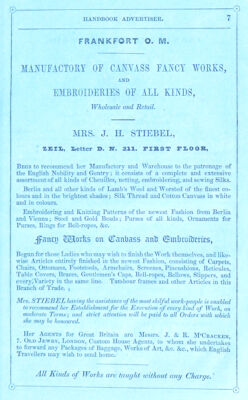 HANDBOOK ADVERTISER. 7
FRANKFORT O. M.
MANUFACTORY OF CANVASS FANCY WORKS,
AND
EMBROIDERIES OF ALL KINDS,
Wholesale and Retail.
MRS. J. H. STIEBEL,
ZEIL, Letter D. N. 211. FIRST FLOOR,
BEGS to recommend her Manufactory and Warehouse to the patronage of
the English Nobility and Gentry; it consists of a complete and extensive
assortment of all kinds of Chenilles, netting, embroidering, and sewing Silks.
Berlin and all other kinds of Lamb's Wool and Worsted of the finest co-
lours and in the brightest shades; Silk Thread and Cotton Canvass in white
and in colours.
Embroidering and Knitting Patterns of the newest Fashion from Berlin
and Vienna; Steel and Gold Beads; Purses of all kinds, Ornaments for
Purses, Rings for Bell-ropes, &c.
Fancy Works on Canvass and Embroideries,
Began for those Ladies who may wish to finish the Work themselves, and like-
wise Articles entirely finished in the newest Fashion, consisting of Carpets,
Chairs, Ottomans, Footstools, Armchairs, Screens, Pincushions, Reticules,
Table Covers, Braces, Gentlemen's Caps, Bell-ropes, Bellows, Slippers, and
every Variety in the same line. Tambour frames and other Articles in this
Branch of Trade.
Mrs. STIEBEL having the assistance of the most skilful work-people is enabled
to recommend her Establishment for the Execution of every kind of Work, on
moderate Terms; and strict attention will be paid to all Orders with which
she may be honoured.
HER AGENTS for Great Britain are Messrs. J. & R. M'CRACKEN,
7, OLD JEWRY, LONDON, Custom House Agents, to whom she undertakes
to forward any Packages of Baggage, Works of Art, &c. &c., which English
Travellers may wish to send home.
All Kinds of Works are taught without any Charge.